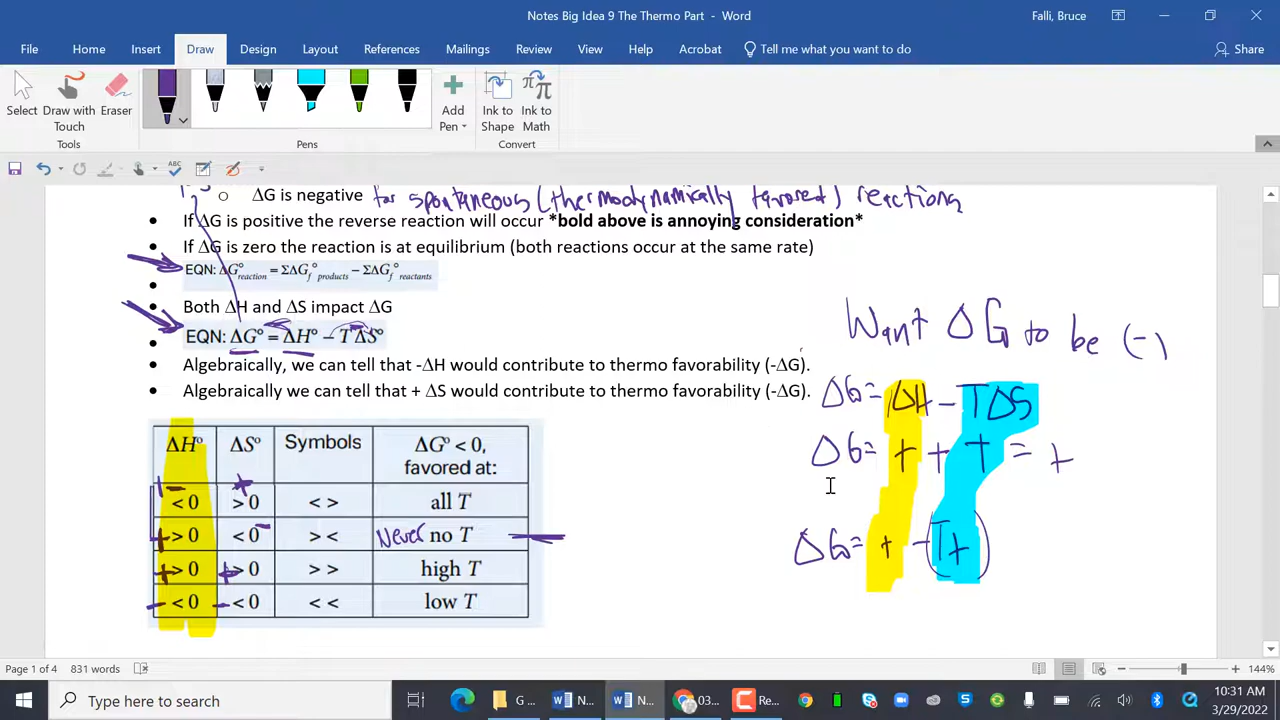 Notes Big Idea 9 The Thermo Part - Word
Falli, Bruce
File Home Insert Draw Design Layout References Mailings Review View Help Acrobat Tell me what you want to do Share
Select Draw with Touch Eraser Add Pen Ink to Shape Ink to Math
Tools Pens Convert
o ΔG is negative for spontaneous (thermodynamically favored) reactions
• If ΔG is positive the reverse reaction will occur *bold above is annoying consideration*
• If ΔG is zero the reaction is at equilibrium (both reactions occur at the same rate)
• EQN: ΔG°reaction = ΣΔGf° products − ΣΔGf° reactants
• Both ΔH and ΔS impact ΔG
• EQN: ΔG° = ΔH° − TΔS°
• Algebraically, we can tell that -ΔH would contribute to thermo favorability (-ΔG).
• Algebraically we can tell that + ΔS would contribute to thermo favorability (-ΔG).
ΔH° ΔS° Symbols ΔG° < 0, favored at:
− < 0 + > 0 < > all T
+ > 0 < 0 − > < Never no T
+ > 0 + > 0 > > high T
− < 0 − < 0 < < low T
Want ΔG to be (-)
ΔG = ΔH − TΔS
ΔG = + + + = +
ΔG = + − (T+)
Page 1 of 4 831 words 144%
Type here to search
G ... N... N... 03... Re...
10:31 AM
3/29/2022